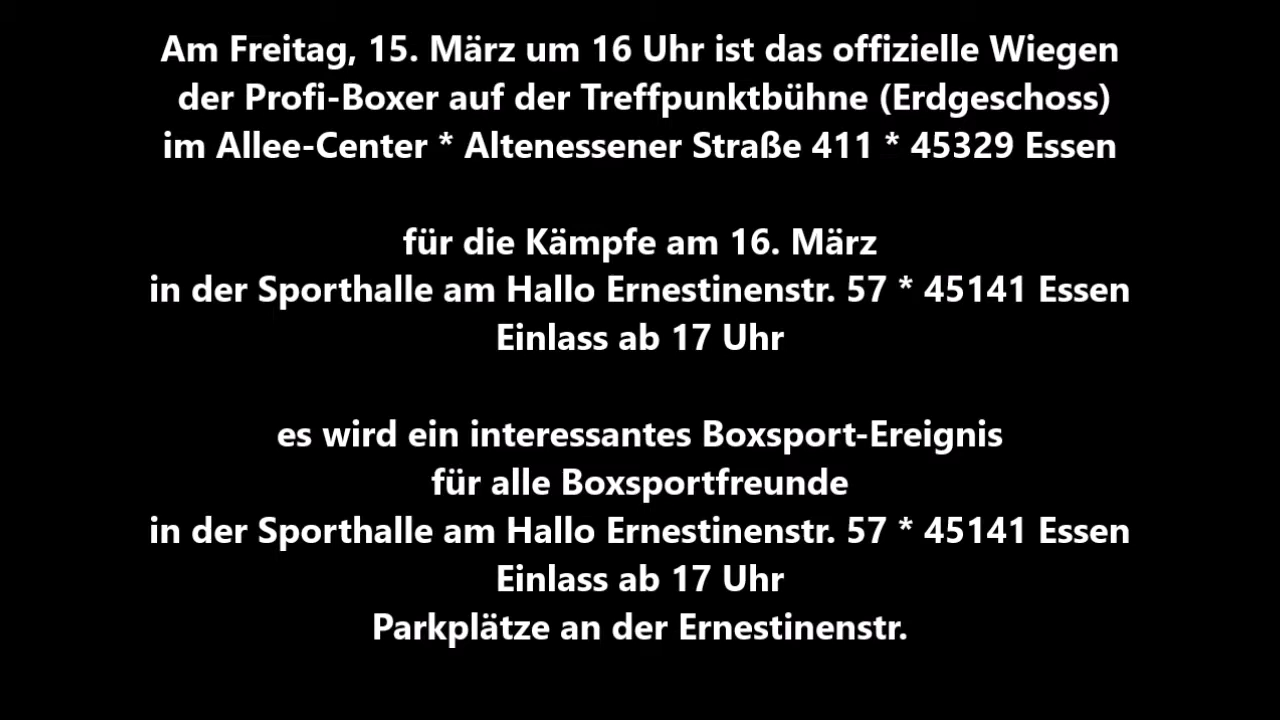 Am Freitag, 15. März um 16 Uhr ist das offizielle Wiegen
der Profi-Boxer auf der Treffpunktbühne (Erdgeschoss)
im Allee-Center * Altenessener Straße 411 * 45329 Essen
für die Kämpfe am 16. März
in der Sporthalle am Hallo Ernestinenstr. 57 * 45141 Essen
Einlass ab 17 Uhr
es wird ein interessantes Boxsport-Ereignis
für alle Boxsportfreunde
in der Sporthalle am Hallo Ernestinenstr. 57 * 45141 Essen
Einlass ab 17 Uhr
Parkplätze an der Ernestinenstr.